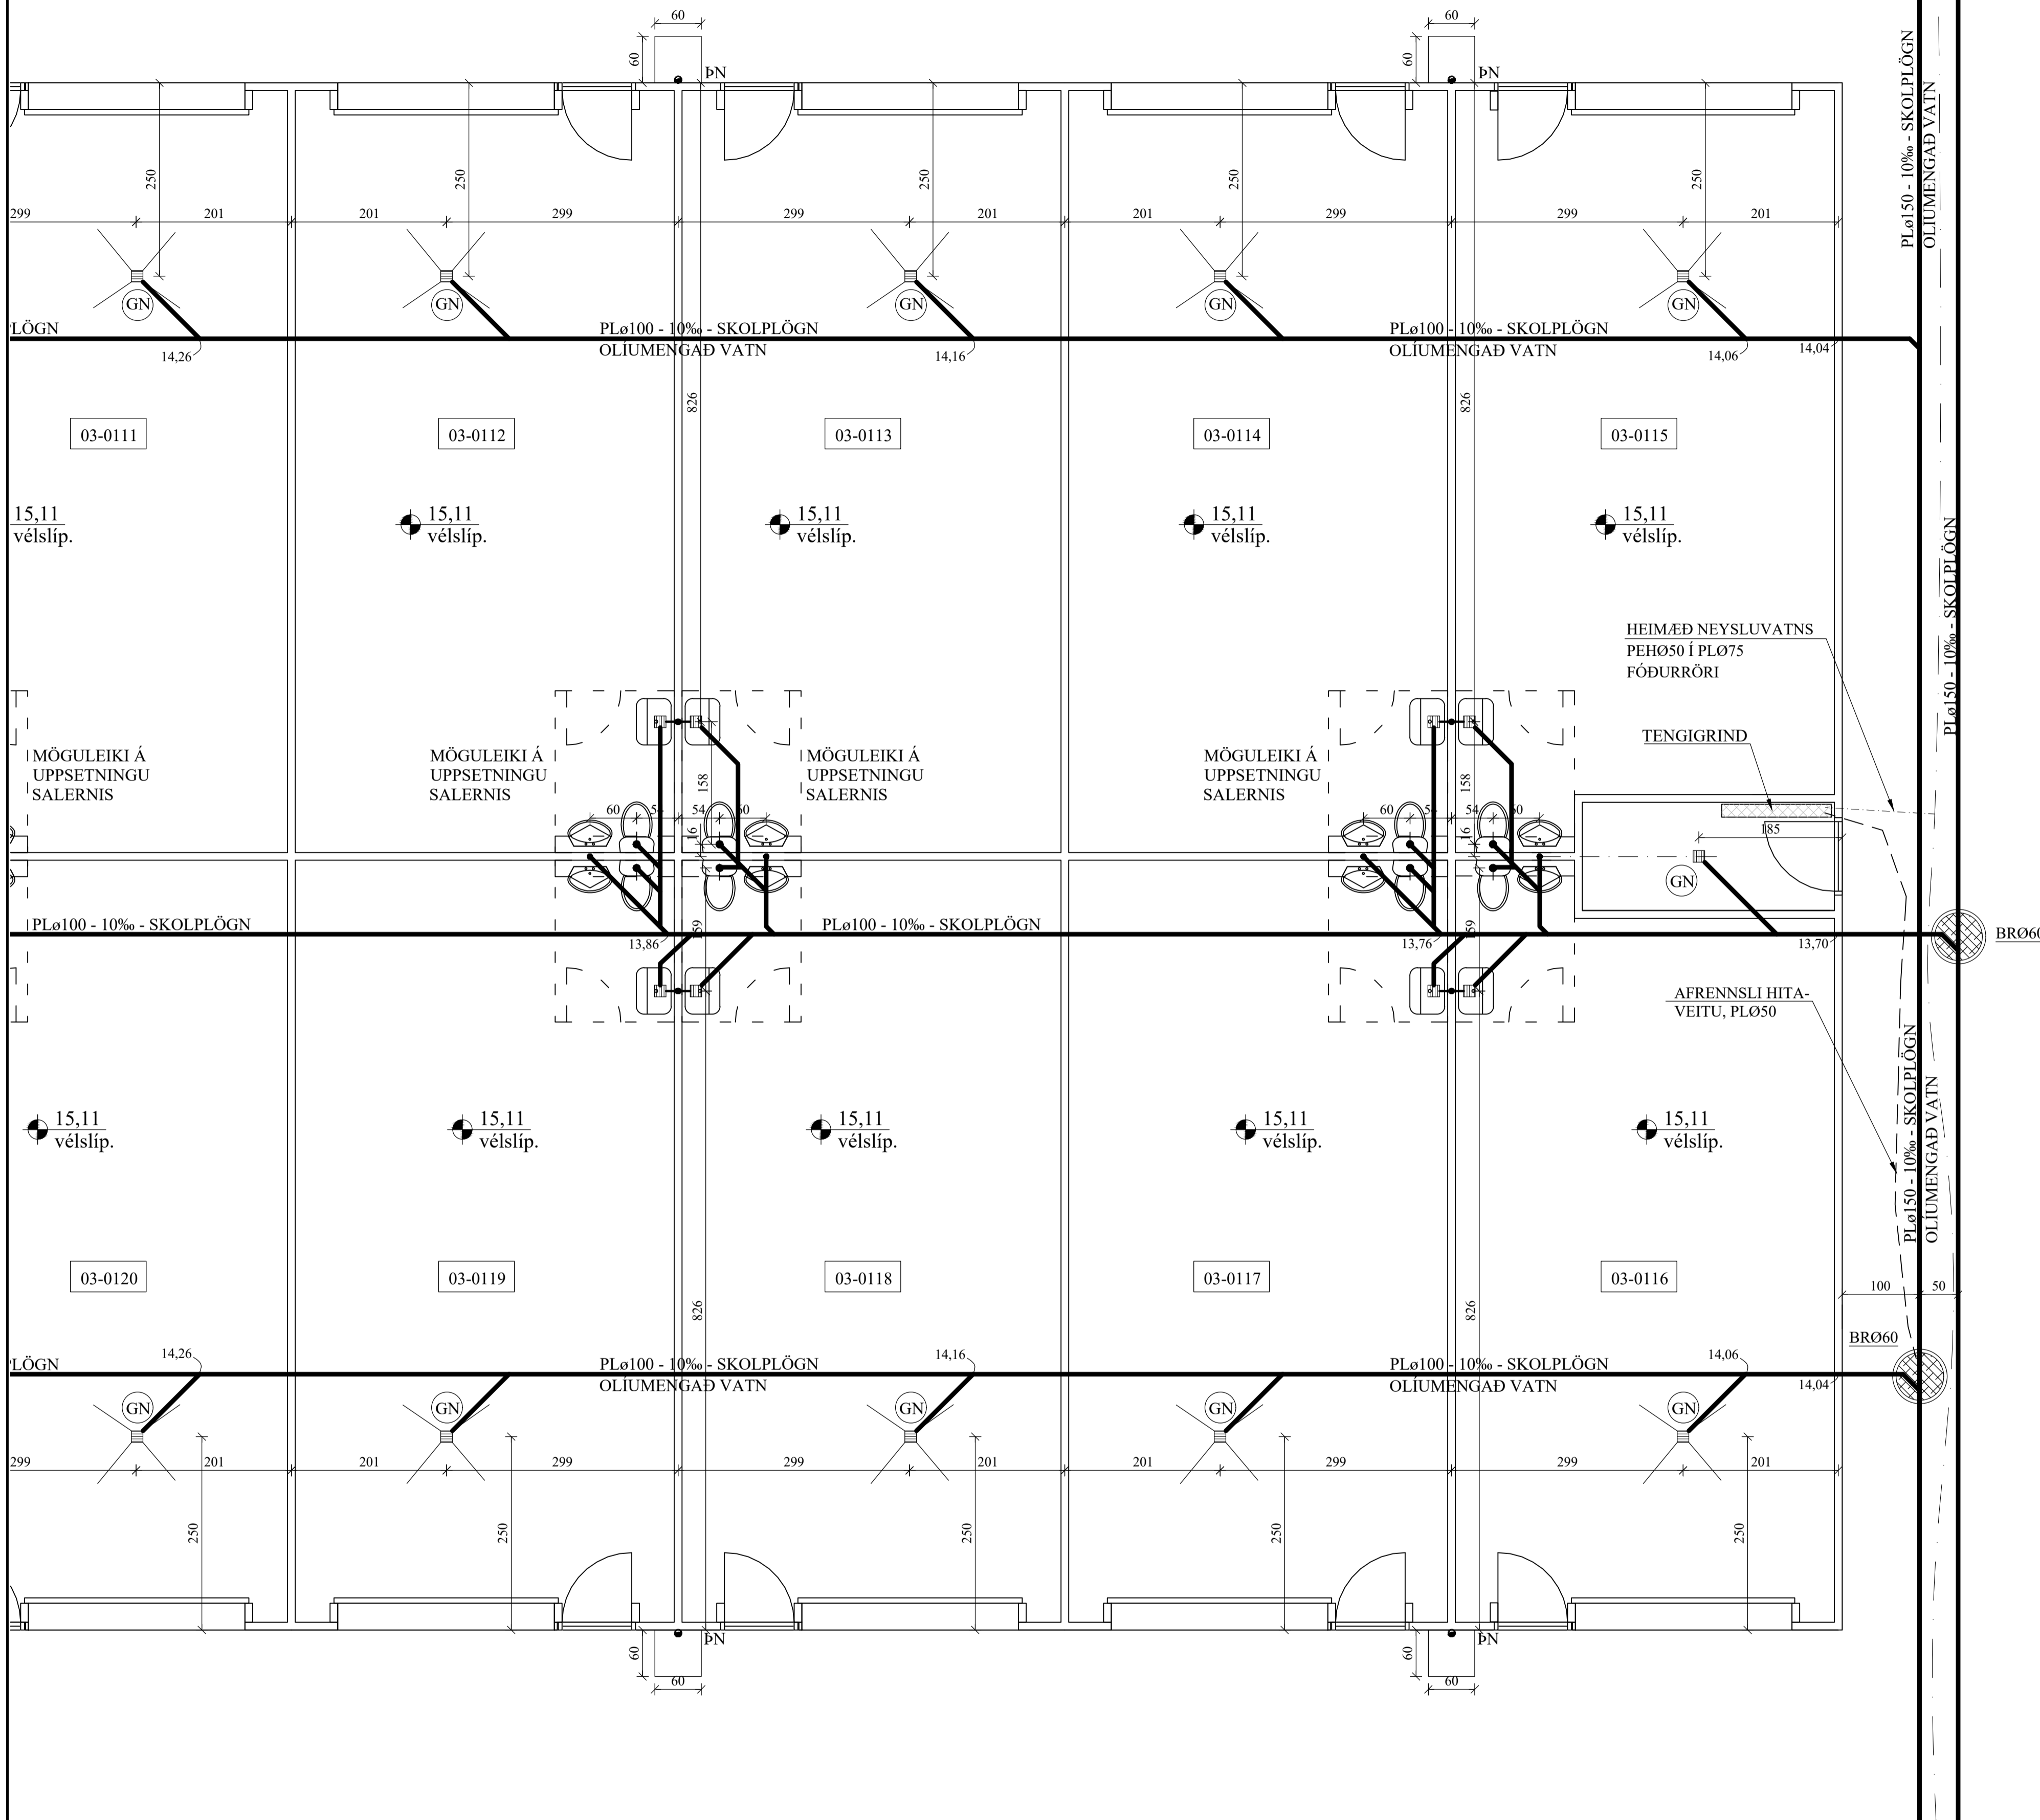 60
60
60
60
ÞN
ÞN
PLø150 - 10‰ - SKOLPLÖGN
OLÍUMENGAÐ VATN
250
250
250
250
250
299
201
201
299
299
201
201
299
299
201
GN
GN
GN
GN
GN
LÖGN
PLø100 - 10‰ - SKOLPLÖGN
OLÍUMENGAÐ VATN
PLø100 - 10‰ - SKOLPLÖGN
OLÍUMENGAÐ VATN
14,26
14,16
14,06
14,04
826
826
03-0111
03-0112
03-0113
03-0114
03-0115
15,11
vélslíp.
15,11
vélslíp.
15,11
vélslíp.
15,11
vélslíp.
15,11
vélslíp.
PLø150 - 10‰ - SKOLPLÖGN
HEIMÆÐ NEYSLUVATNS
PEHØ50 Í PLØ75
FÓÐURRÖRI
TENGIGRIND
MÖGULEIKI Á
UPPSETNINGU
SALERNIS
MÖGULEIKI Á
UPPSETNINGU
SALERNIS
MÖGULEIKI Á
UPPSETNINGU
SALERNIS
MÖGULEIKI Á
UPPSETNINGU
SALERNIS
158
158
60
54
54
60
60
54
54
60
16
16
185
GN
PLø100 - 10‰ - SKOLPLÖGN
PLø100 - 10‰ - SKOLPLÖGN
13,86
159
13,76
159
13,70
BRØ60
AFRENNSLI HITA-
VEITU, PLØ50
PLø150 - 10‰ - SKOLPLÖGN
OLÍUMENGAÐ VATN
15,11
vélslíp.
15,11
vélslíp.
15,11
vélslíp.
15,11
vélslíp.
15,11
vélslíp.
03-0120
03-0119
03-0118
03-0117
03-0116
826
826
100
50
BRØ60
LÖGN
14,26
PLø100 - 10‰ - SKOLPLÖGN
OLÍUMENGAÐ VATN
14,16
PLø100 - 10‰ - SKOLPLÖGN
OLÍUMENGAÐ VATN
14,06
14,04
GN
GN
GN
GN
GN
299
201
201
299
299
201
201
299
299
201
250
250
250
250
250
ÞN
ÞN
60
60
60
60